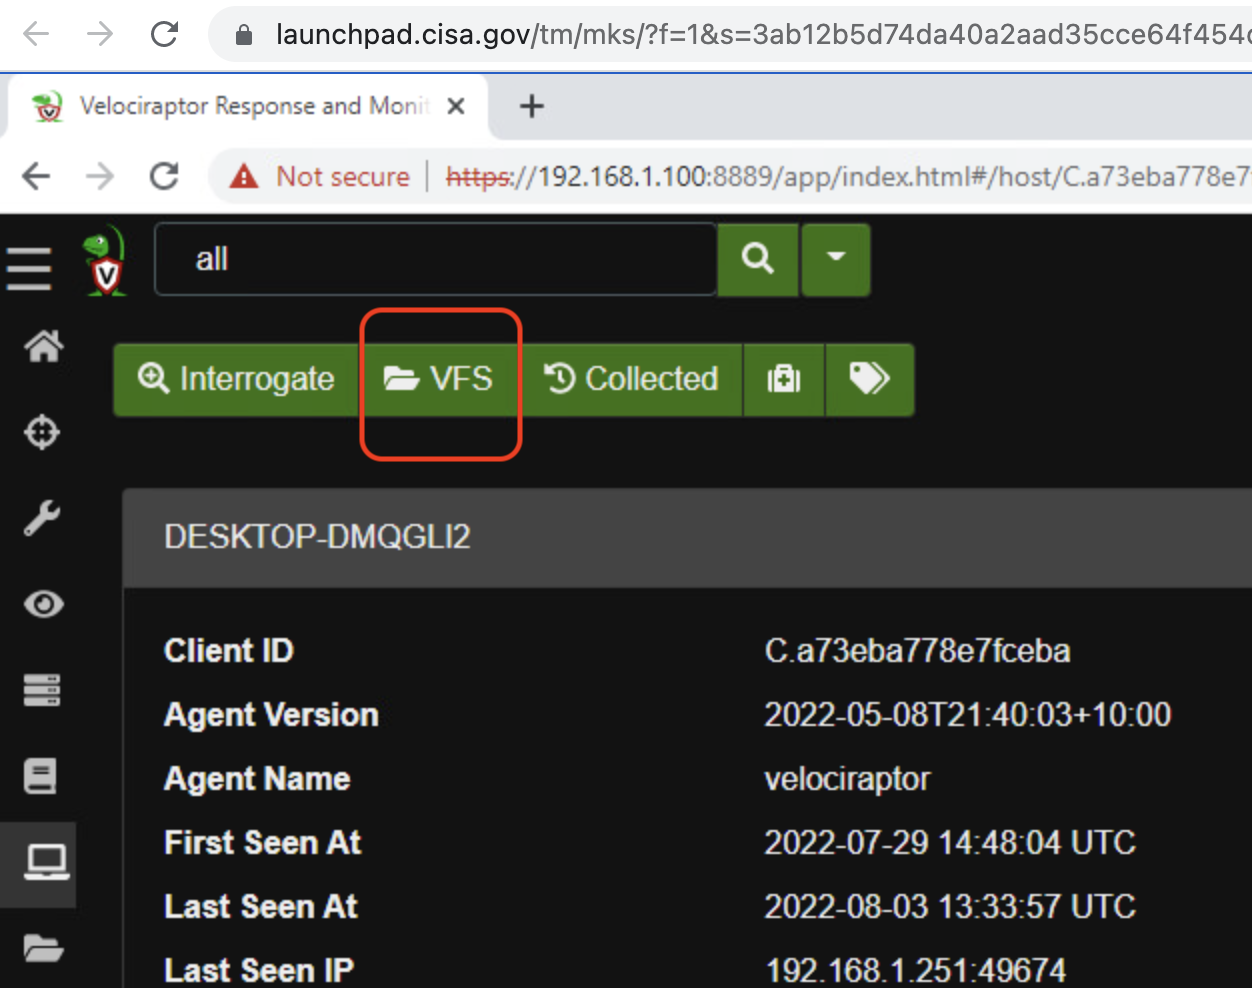 launchpad.cisa.gov/tm/mks/?f=1&s=3ab12b5d74da40a2aad35cce64f454c
Velociraptor Response and Monit
Not secure | https://192.168.1.100:8889/app/index.html#/host/C.a73eba778e7
V all
Interrogate VFS Collected
DESKTOP-DMQGLI2
Client ID C.a73eba778e7fceba
Agent Version 2022-05-08T21:40:03+10:00
Agent Name velociraptor
First Seen At 2022-07-29 14:48:04 UTC
Last Seen At 2022-08-03 13:33:57 UTC
Last Seen IP 192.168.1.251:49674